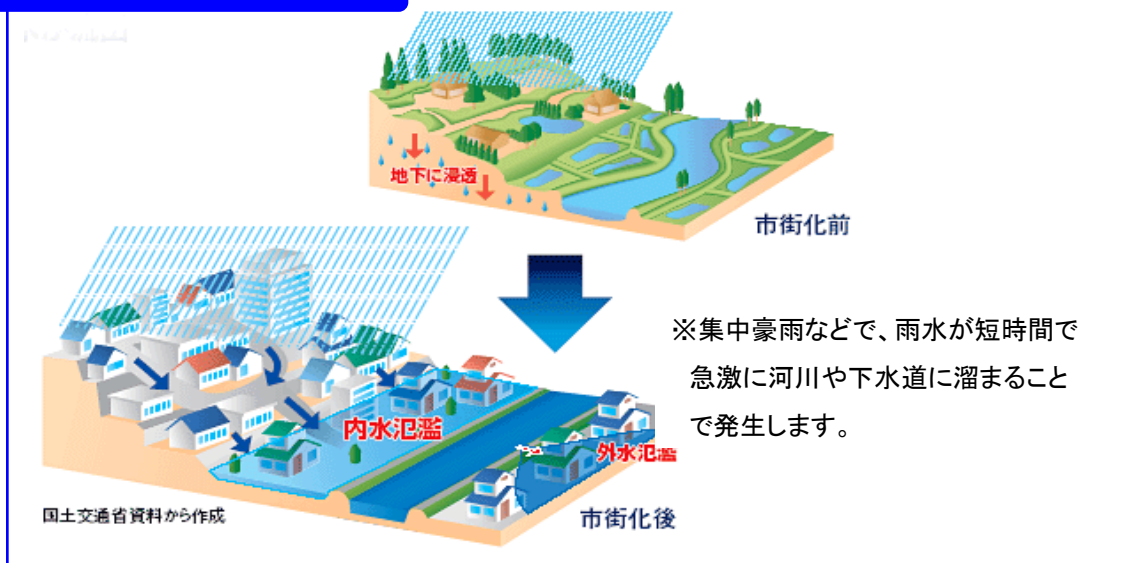 地下に浸透
市街化前
※集中豪雨などで、雨水が短時間で
急激に河川や下水道に溜まること
で発生します。
内水氾濫
外水氾濫
国土交通省資料から作成
市街化後